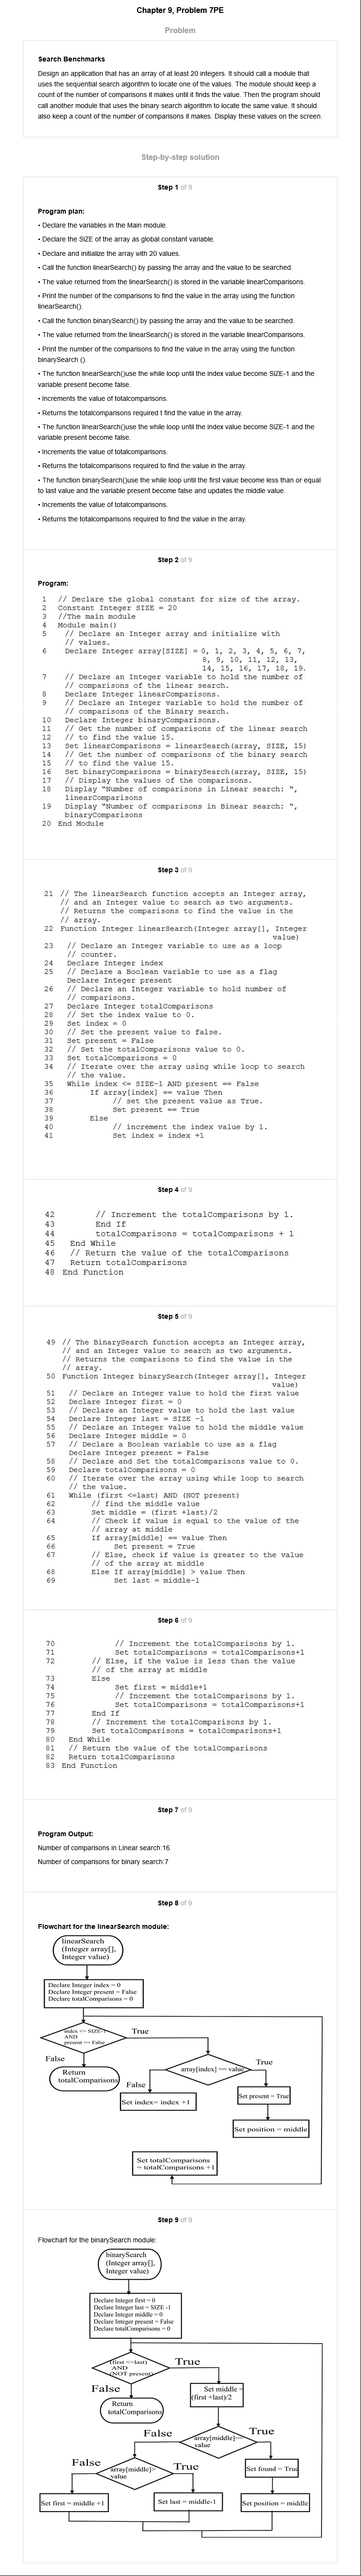 Chapter 9, Problem 7PE
Problem
Search Benchmarks
Design an application that has an array of at least 20 integers. It should call a module that
uses the sequential search algorithm to locate one of the values. The module should keep a
count of the number of comparisons it makes until it finds the value. Then the program should
call another module that uses the binary search algorithm to locate the same value. It should
also keep a count of the number of comparisons it makes. Display these values on the screen.
Step-by-step solution
Step 1 of 9
Program plan:
• Declare the variables in the Main module.
• Declare the SIZE of the array as global constant variable.
• Declare and initialize the array with 20 values.
• Call the function linearSearch() by passing the array and the value to be searched.
• The value returned from the linearSearch() is stored in the variable linearComparisons.
• Print the number of the comparisons to find the value in the array using the function
linearSearch().
• Call the function binarySearch() by passing the array and the value to be searched.
• The value returned from the linearSearch() is stored in the variable linearComparisons.
• Print the number of the comparisons to find the value in the array using the function
binarySearch ().
• The function linearSearch()use the while loop until the index value become SIZE-1 and the
variable present become false.
• Increments the value of totalcomparisons.
• Returns the totalcomparisons required t find the value in the array.
• The function linearSearch()use the while loop until the index value become SIZE-1 and the
variable present become false.
• Increments the value of totalcomparisons.
• Returns the totalcomparisons required to find the value in the array.
• The function binarySearch()use the while loop until the first value become less than or equal
to last value and the variable present become false and updates the middle value.
• Increments the value of totalcomparisons.
• Returns the totalcomparisons required to find the value in the array.
Step 2 of 9
Program:
1 // Declare the global constant for size of the array.
2 Constant Integer SIZE = 20
3 //The main module
4 Module main()
5 // Declare an Integer array and initialize with
// values.
6 Declare Integer array[SIZE] = 0, 1, 2, 3, 4, 5, 6, 7,
8, 9, 10, 11, 12, 13,
14, 15, 16, 17, 18, 19.
7 // Declare an Integer variable to hold the number of
// comparisons of the linear search.
8 Declare Integer linearComparisons.
9 // Declare an Integer variable to hold the number of
// comparisons of the Binary search.
10 Declare Integer binaryComparisons.
11 // Get the number of comparisons of the linear search
12 // to find the value 15.
13 Set linearComparisons = linearSearch(array, SIZE, 15)
14 // Get the number of comparisons of the binary search
15 // to find the value 15.
16 Set binaryComparisons = binarySearch(array, SIZE, 15)
17 // Display the values of the comparisons.
18 Display “Number of comparisons in Linear search: “,
linearComparisons
19 Display “Number of comparisons in Binear search: “,
binaryComparisons
20 End Module
Step 3 of 9
21 // The linearSearch function accepts an Integer array,
// and an Integer value to search as two arguments.
// Returns the comparisons to find the value in the
// array.
22 Function Integer linearSearch(Integer array[], Integer
value)
23 // Declare an Integer variable to use as a loop
// counter.
24 Declare Integer index
25 // Declare a Boolean variable to use as a flag
Declare Integer present
26 // Declare an Integer variable to hold number of
// comparisons.
27 Declare Integer totalComparisons
28 // Set the index value to 0.
29 Set index = 0
30 // Set the present value to false.
31 Set present = False
32 // Set the totalComparisons value to 0.
33 Set totalComparisons = 0
34 // Iterate over the array using while loop to search
// the value.
35 While index <= SIZE-1 AND present == False
36 If array[index] == value Then
37 // set the present value as True.
38 Set present == True
39 Else
40 // increment the index value by 1.
41 Set index = index +1
Step 4 of 9
42 // Increment the totalComparisons by 1.
43 End If
44 totalComparisons = totalComparisons + 1
45 End While
46 // Return the value of the totalComparisons
47 Return totalComparisons
48 End Function
Step 5 of 9
49 // The BinarySearch function accepts an Integer array,
// and an Integer value to search as two arguments.
// Returns the comparisons to find the value in the
// array.
50 Function Integer binarySearch(Integer array[], Integer
value)
51 // Declare an Integer value to hold the first value
52 Declare Integer first = 0
53 // Declare an Integer value to hold the last value
54 Declare Integer last = SIZE -1
55 // Declare an Integer value to hold the middle value
56 Declare Integer middle = 0
57 // Declare a Boolean variable to use as a flag
Declare Integer present = False
58 // Declare and Set the totalComparisons value to 0.
59 Declare totalComparisons = 0
60 // Iterate over the array using while loop to search
// the value.
61 While (first <=last) AND (NOT present)
62 // find the middle value
63 Set middle = (first +last)/2
64 // Check if value is equal to the value of the
// array at middle
65 If array[middle] == value Then
66 Set present = True
67 // Else, check if value is greater to the value
// of the array at middle
68 Else If array[middle] > value Then
69 Set last = middle-1
Step 6 of 9
70 // Increment the totalComparisons by 1.
71 Set totalComparisons = totalComparisons+1
72 // Else, if the value is less than the value
// of the array at middle
73 Else
74 Set first = middle+1
75 // Increment the totalComparisons by 1.
76 Set totalComparisons = totalComparisons+1
77 End If
78 // Increment the totalComparisons by 1.
79 Set totalComparisons = totalComparisons+1
80 End While
81 // Return the value of the totalComparisons
82 Return totalComparisons
83 End Function
Step 7 of 9
Program Output:
Number of comparisons in Linear search:16
Number of comparisons for binary search:7
Step 8 of 9
Flowchart for the linearSearch module:
linearSearch
(Integer array[],
Integer value)
Declare Integer index = 0
Declare Integer present = False
Declare totalComparisons = 0
index <= SIZE-1
AND
present == False
True
False
Return
totalComparisons
array[index] == value
True
False
Set index= index +1
Set present = True
Set position = middle
Set totalComparisons
= totalComparisons +1
Step 9 of 9
Flowchart for the binarySearch module:
binarySearch
(Integer array[],
Integer value)
Declare Integer first = 0
Declare Integer last = SIZE -1
Declare Integer middle = 0
Declare Integer present = False
Declare totalComparisons = 0
(first <=last)
AND
(NOT present)
True
False
Return
totalComparisons
Set middle =
(first +last)/2
array[middle]==
value
True
False
array[middle]>
value
False
True
Set found = True
Set first = middle +1
Set last = middle-1
Set position = middle